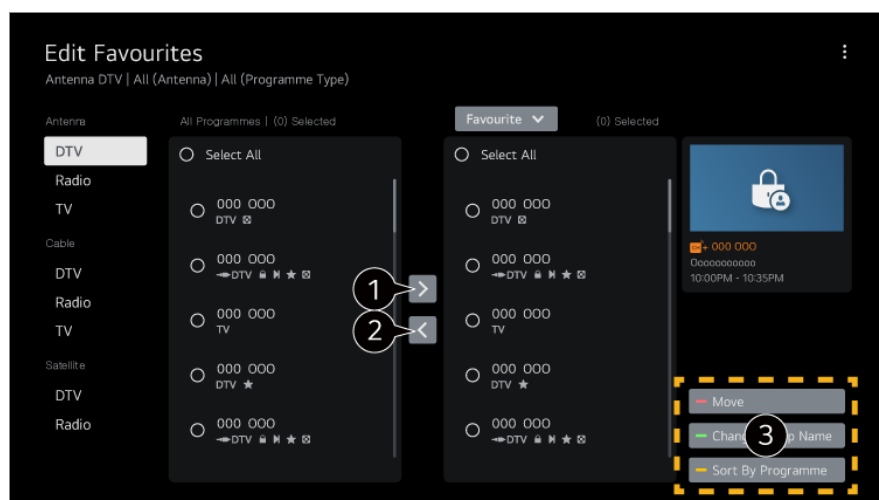 Edit Favourites
Antenna DTV | All (Antenna) | All (Programme Type)
Antenna
DTV
Radio
TV
Cable
DTV
Radio
TV
Satellite
DTV
Radio
All Programmes | (0) Selected
Select All
000 000
DTV
000 000
DTV
000 000
TV
000 000
DTV
000 000
DTV
1
2
Favourite
(0) Selected
Select All
000 000
DTV
000 000
DTV
000 000
TV
000 000
DTV
000 000
DTV
+ 000 000
Ooooooooooo
10:00PM - 10:35PM
Move
3
Name
Sort By Programme